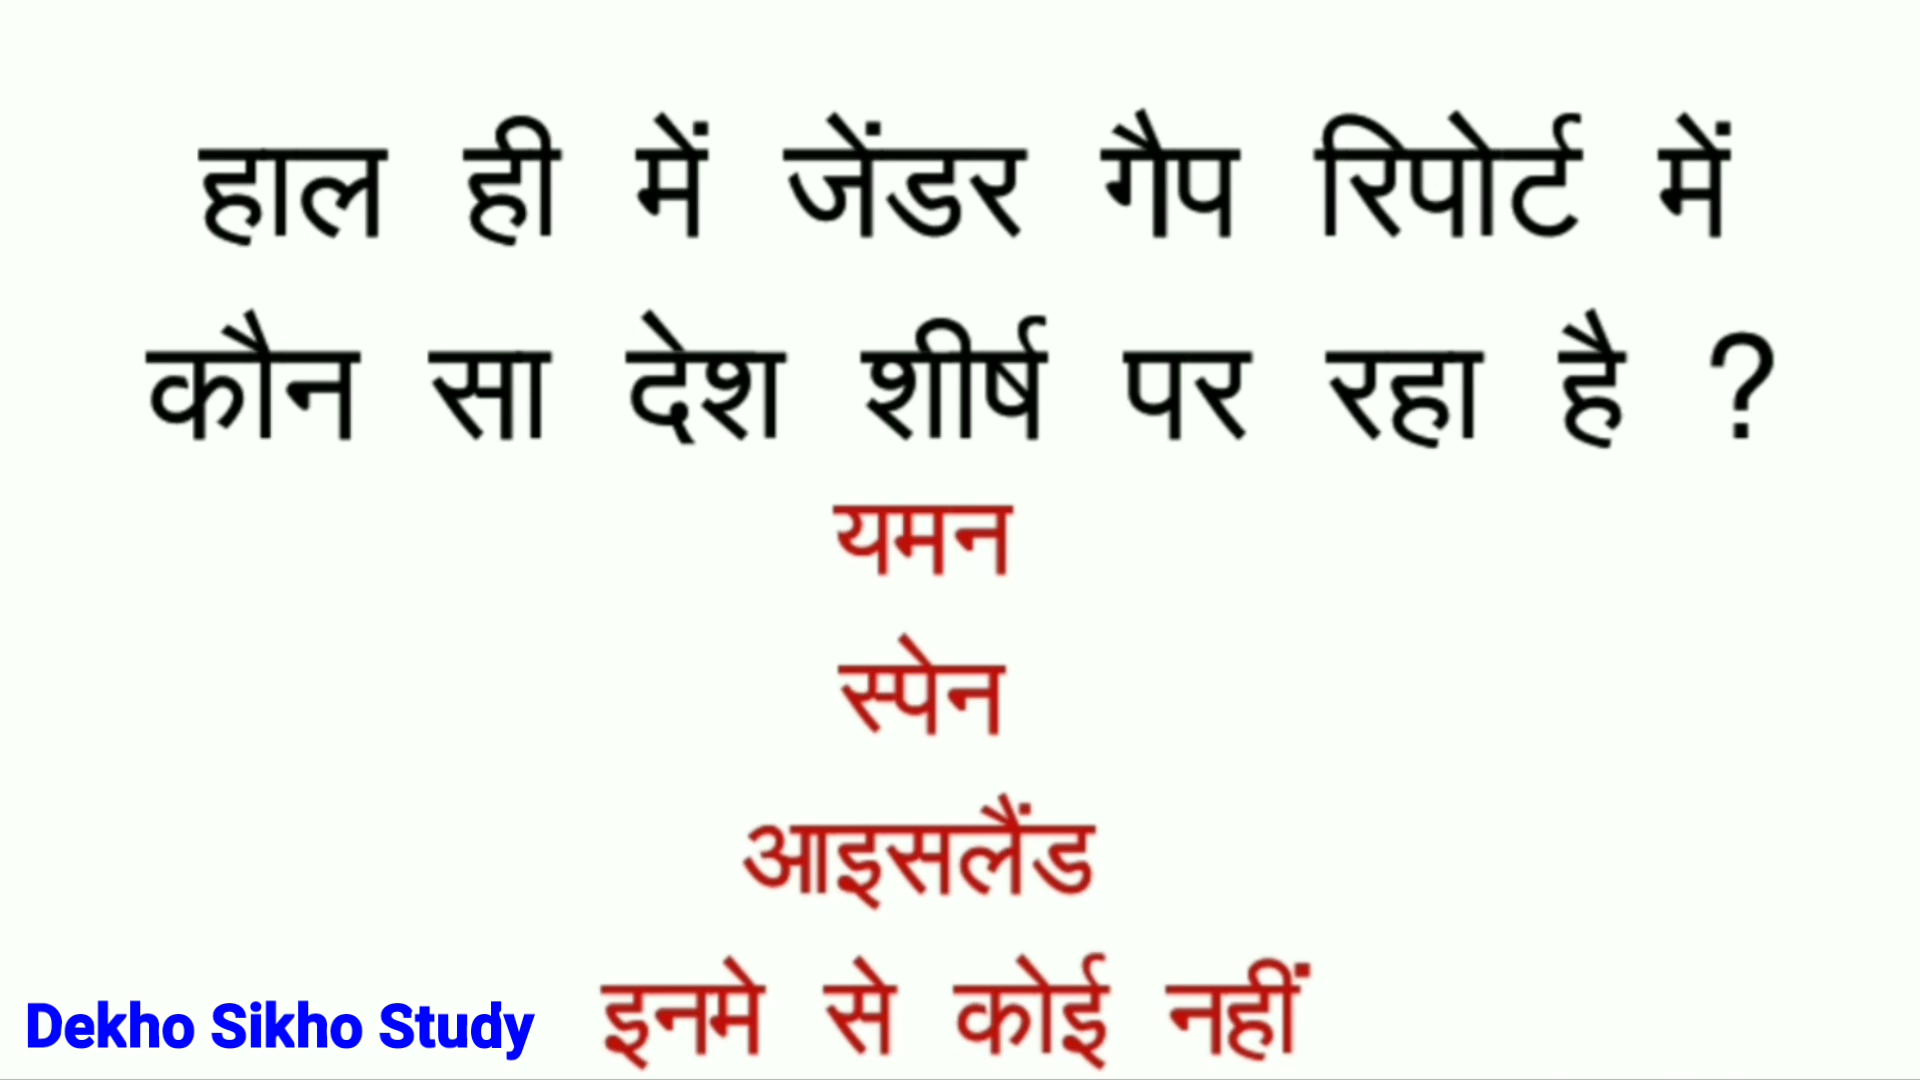 हाल ही में जेंडर गैप रिपोर्ट में
कौन सा देश शीर्ष पर रहा है ?
यमन
स्पेन
आइसलैंड
इनमे से कोई नहीं
Dekho Sikho Study